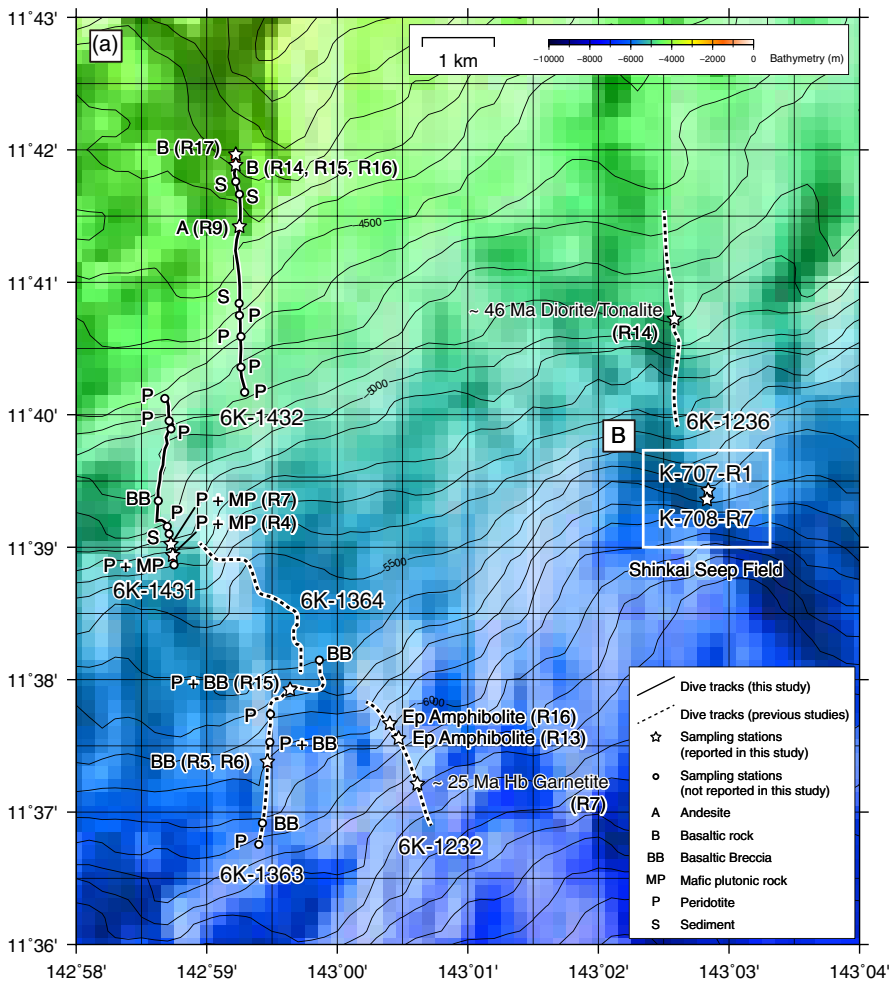 11˚43'
(a)
1 km
−10000 −8000 −6000 −4000 −2000 0
Bathymetry (m)
11˚42'
B (R17)
B (R14, R15, R16)
S
S
A (R9)
-4500
11˚41'
S
P
P
P
P
~ 46 Ma Diorite/Tonalite
(R14)
-5000
P
P
P
6K-1432
11˚40'
6K-1236
B
K-707-R1
K-708-R7
Shinkai Seep Field
BB
P
P + MP (R7)
P + MP (R4)
S
P + MP
6K-1431
11˚39'
-5500
6K-1364
BB
11˚38'
P + BB (R15)
-6000
P
P + BB
Ep Amphibolite (R16)
Ep Amphibolite (R13)
BB (R5, R6)
~ 25 Ma Hb Garnetite
(R7)
11˚37'
BB
P
6K-1363
6K-1232
Dive tracks (this study)
Dive tracks (previous studies)
Sampling stations
(reported in this study)
Sampling stations
(not reported in this study)
A Andesite
B Basaltic rock
BB Basaltic Breccia
MP Mafic plutonic rock
P Peridotite
S Sediment
11˚36'
142˚58' 142˚59' 143˚00' 143˚01' 143˚02' 143˚03' 143˚04'